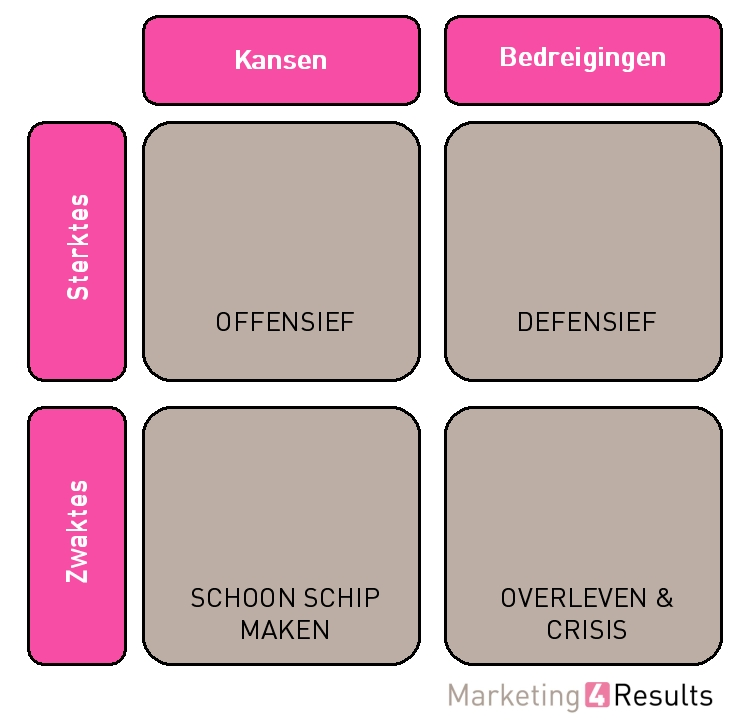 Kansen
Bedreigingen
Sterktes
OFFENSIEF
DEFENSIEF
Zwaktes
SCHOON SCHIP
MAKEN
OVERLEVEN &
CRISIS
Marketing4Results